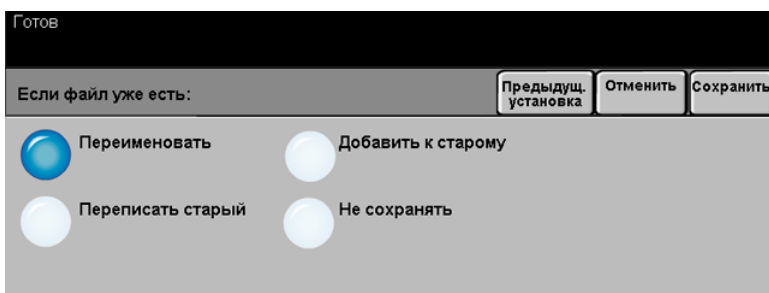 Готов
Если файл уже есть:
Предыдущ.
установка
Отменить
Сохранить
Переименовать
Добавить к старому
Переписать старый
Не сохранять